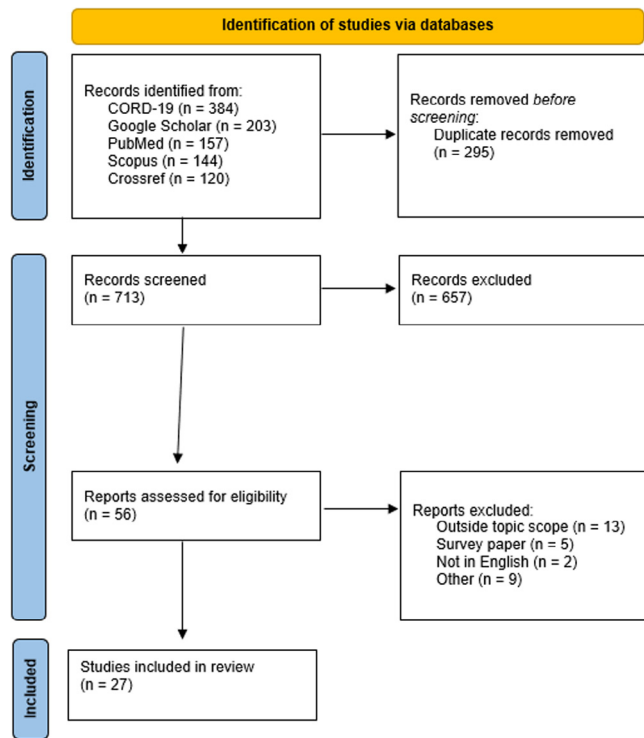 Identification of studies via databases
Identification
Records identified from:
CORD-19 (n = 384)
Google Scholar (n = 203)
PubMed (n = 157)
Scopus (n = 144)
Crossref (n = 120)
Records removed before
screening:
Duplicate records removed
(n = 295)
Screening
Records screened
(n = 713)
Records excluded
(n = 657)
Reports assessed for eligibility
(n = 56)
Reports excluded:
Outside topic scope (n = 13)
Survey paper (n = 5)
Not in English (n = 2)
Other (n = 9)
Included
Studies included in review
(n = 27)